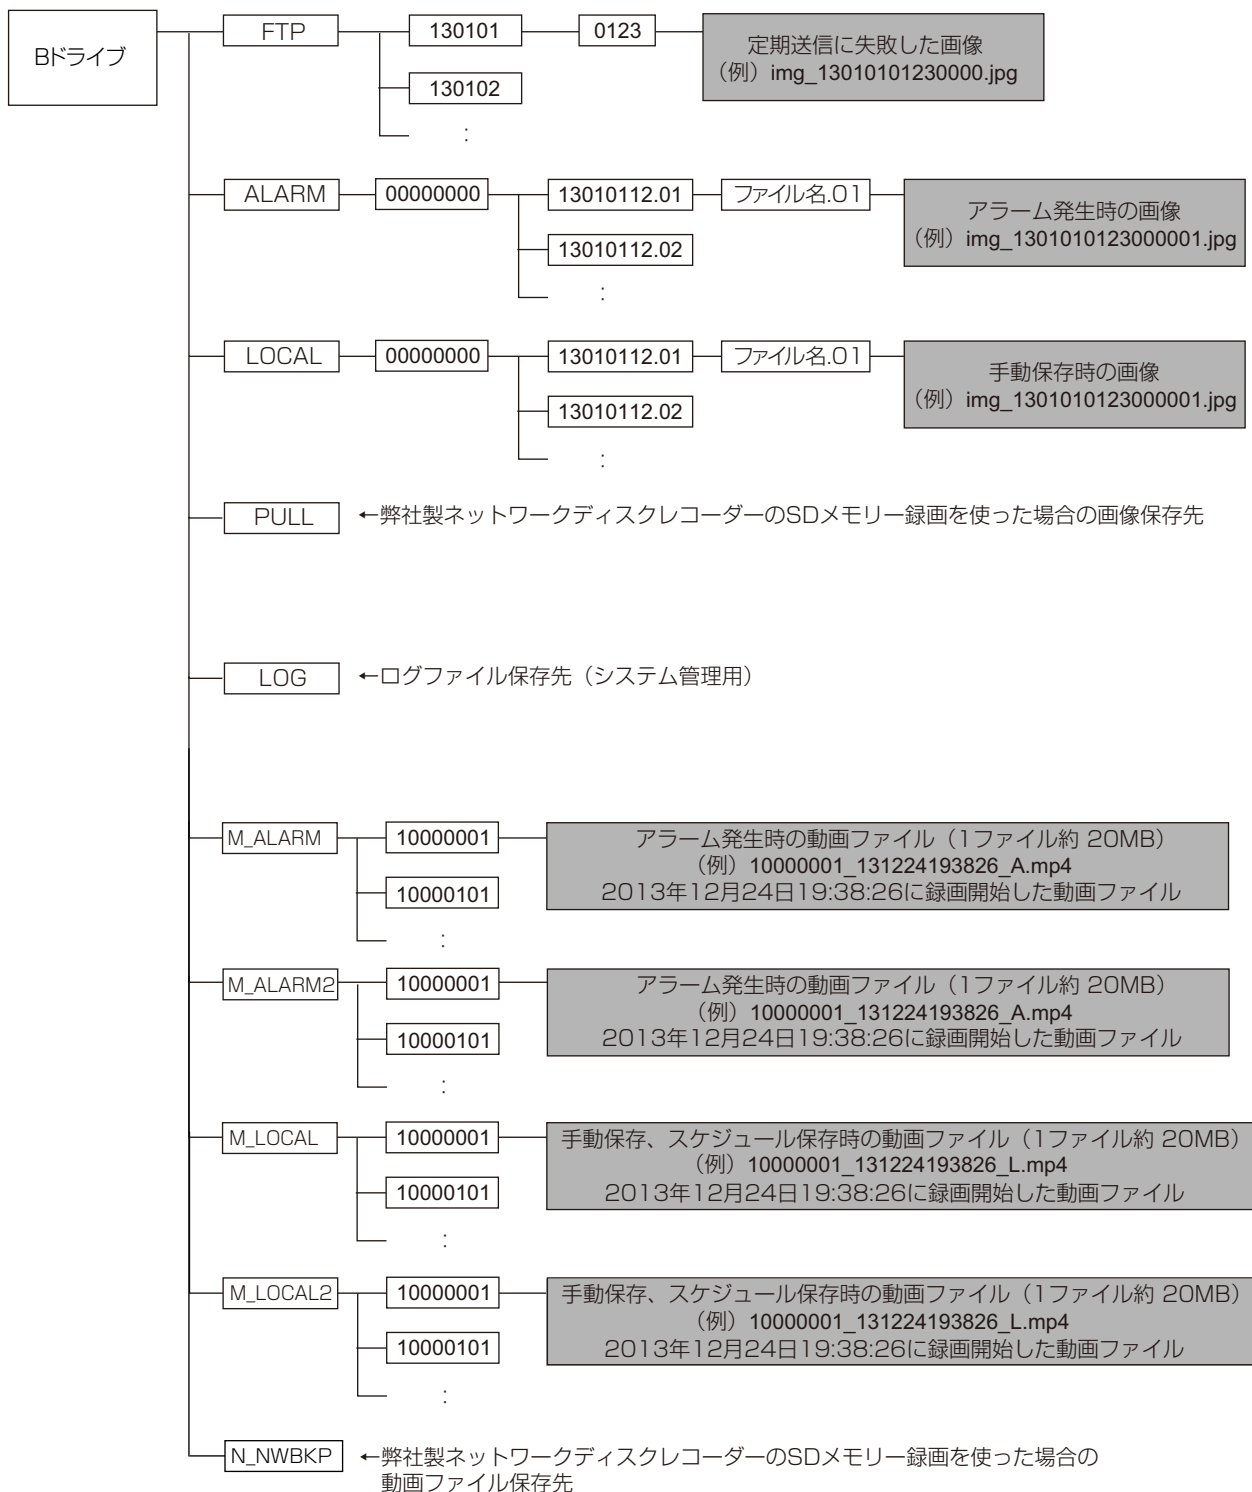 Bドライブ
FTP
130101
0123
定期送信に失敗した画像
（例）img_13010101230000.jpg
130102
:
ALARM
00000000
13010112.01
ファイル名.01
アラーム発生時の画像
（例）img_1301010123000001.jpg
13010112.02
:
LOCAL
00000000
13010112.01
ファイル名.01
手動保存時の画像
（例）img_1301010123000001.jpg
13010112.02
:
PULL
←弊社製ネットワークディスクレコーダーのSDメモリー録画を使った場合の画像保存先
LOG
←ログファイル保存先（システム管理用）
M_ALARM
10000001
アラーム発生時の動画ファイル（1ファイル約 20MB）
（例）10000001_131224193826_A.mp4
2013年12月24日19:38:26に録画開始した動画ファイル
10000101
:
M_ALARM2
10000001
アラーム発生時の動画ファイル（1ファイル約 20MB）
（例）10000001_131224193826_A.mp4
2013年12月24日19:38:26に録画開始した動画ファイル
10000101
:
M_LOCAL
10000001
手動保存、スケジュール保存時の動画ファイル（1ファイル約 20MB）
（例）10000001_131224193826_L.mp4
2013年12月24日19:38:26に録画開始した動画ファイル
10000101
:
M_LOCAL2
10000001
手動保存、スケジュール保存時の動画ファイル（1ファイル約 20MB）
（例）10000001_131224193826_L.mp4
2013年12月24日19:38:26に録画開始した動画ファイル
10000101
:
N_NWBKP
←弊社製ネットワークディスクレコーダーのSDメモリー録画を使った場合の
動画ファイル保存先